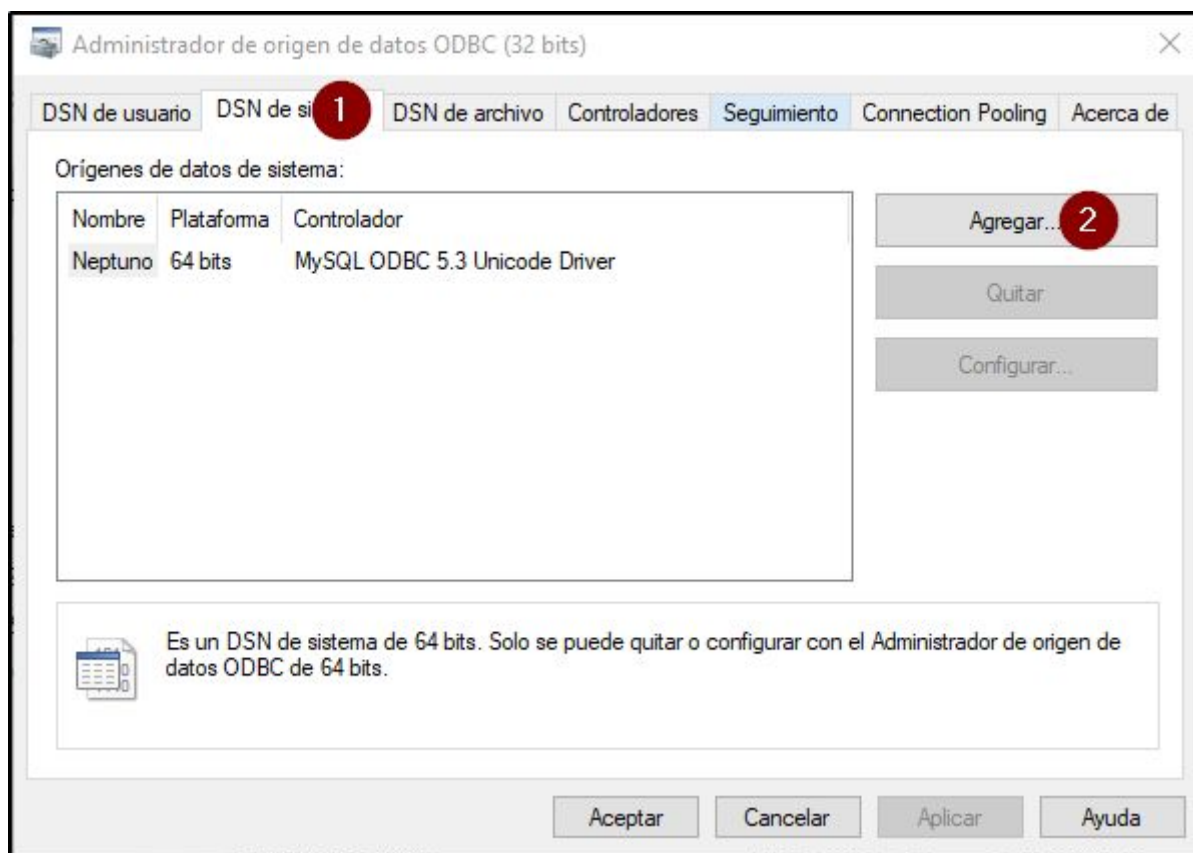 Administrador de origen de datos ODBC (32 bits)
DSN de usuario DSN de si 1 DSN de archivo Controladores Seguimiento Connection Pooling Acerca de
Orígenes de datos de sistema:
Nombre Plataforma Controlador
Neptuno 64 bits MySQL ODBC 5.3 Unicode Driver
Agregar... 2
Quitar
Configurar...
Es un DSN de sistema de 64 bits. Solo se puede quitar o configurar con el Administrador de origen de
datos ODBC de 64 bits.
Aceptar Cancelar Aplicar Ayuda